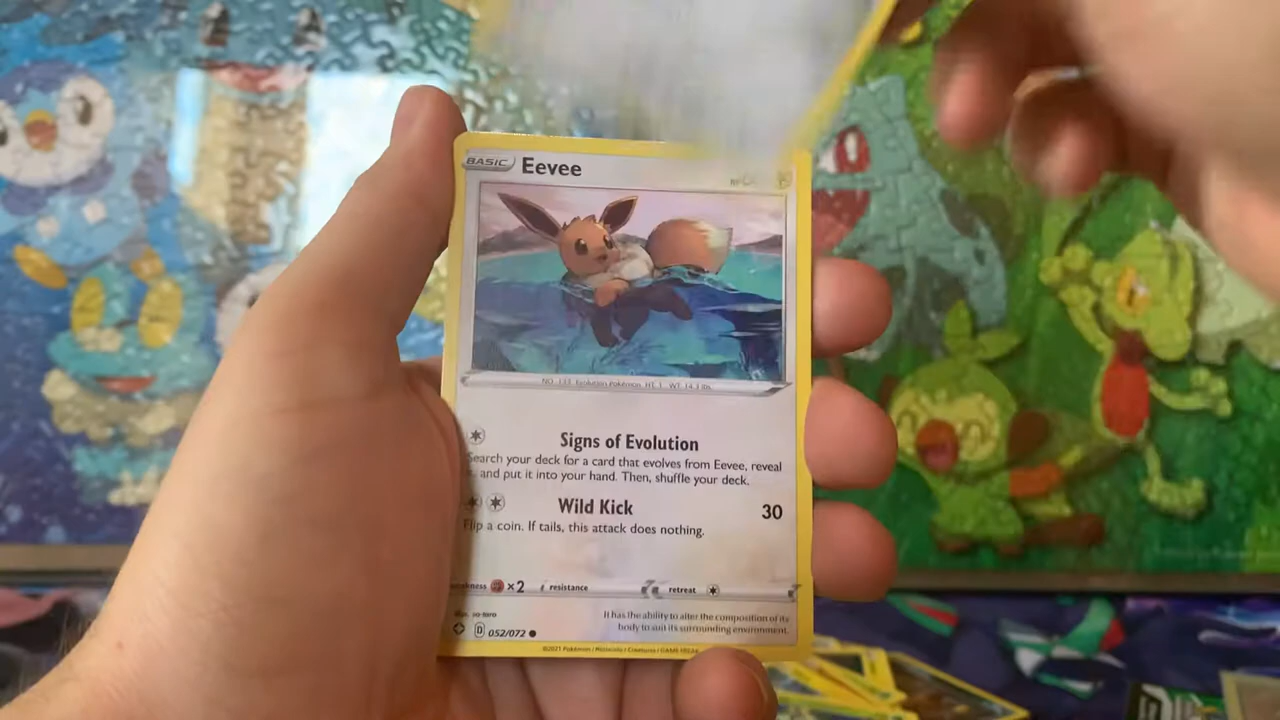 BASIC Eevee
NO. 133 Evolution Pokémon HT: 1' WT: 14.3 lbs.
Signs of Evolution
Search your deck for a card that evolves from Eevee, reveal
and put it into your hand. Then, shuffle your deck.
Wild Kick 30
Flip a coin. If tails, this attack does nothing.
weakness ×2 resistance retreat
It has the ability to alter the composition of its
illus. so-taro
body to suit its surrounding environment.
D 052/072
©2021 Pokémon / Nintendo / Creatures / GAME FREAK